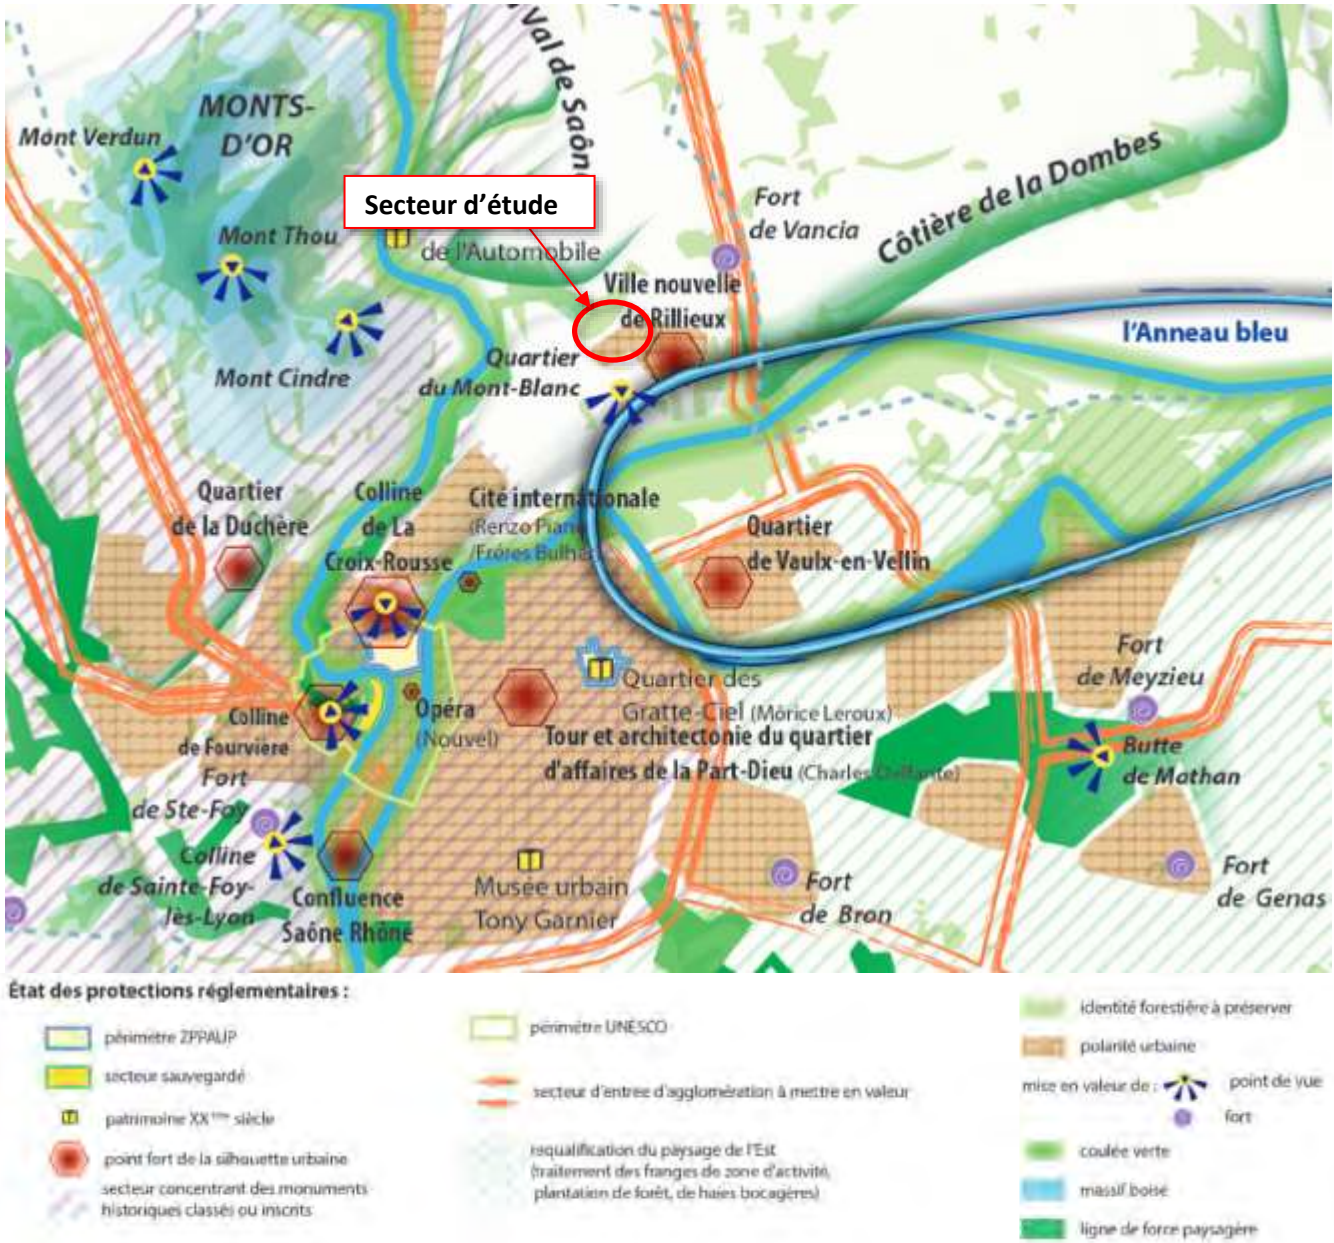 Val de Saône
MONTS-
D'OR
Mont Verdun
Mont Thou
Mont Cindre
Secteur d'étude
de l'Automobile
Fort
de Vancia
Côtière de la Dombes
Ville nouvelle
de Rillieux
l'Anneau bleu
Quartier
du Mont-Blanc
Quartier
de la Duchère
Colline
de La
Croix-Rousse
Cité internationale
(Renzo Piano
/Frères Bulha
Quartier
de Vaulx-en-Vellin
Fort
de Meyzieu
Quartier des
Gratte-Ciel (Morice Leroux)
Opéra
(Nouvel)
Colline
de Fourvière
Tour et architectonie du quartier
d'affaires de la Part-Dieu (Charles Delfante)
Butte
de Mathan
Fort
de Ste-Foy
Colline
de Sainte-Foy-
lès-Lyon
Confluence
Saône Rhône
Musée urbain
Tony Garnier
Fort
de Bron
Fort
de Genas
État des protections réglementaires :
périmètre ZPPAUP
secteur sauvegardé
patrimoine XXème siècle
point fort de la silhouette urbaine
secteur concentrant des monuments
historiques classés ou inscrits
périmètre UNESCO
secteur d'entree d'agglomération à mettre en valeur
requalification du paysage de l'Est
(traitement des franges de zone d'activité,
plantation de forêt, de haies bocagères)
identité forestière à préserver
polarité urbaine
mise en valeur de : point de vue
fort
coulée verte
massif boisé
ligne de force paysagère